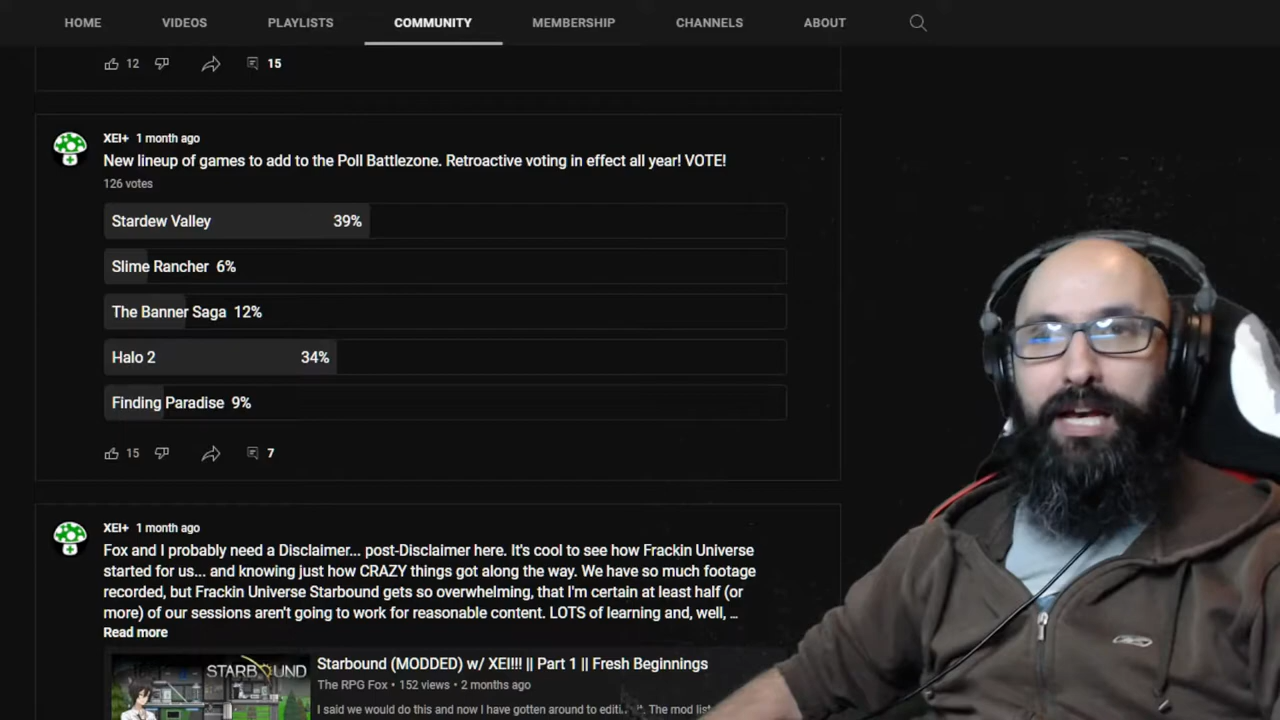 HOME VIDEOS PLAYLISTS COMMUNITY MEMBERSHIP CHANNELS ABOUT
12 15
XEI+ 1 month ago
New lineup of games to add to the Poll Battlezone. Retroactive voting in effect all year! VOTE!
126 votes
Stardew Valley 39%
Slime Rancher 6%
The Banner Saga 12%
Halo 2 34%
Finding Paradise 9%
15 7
XEI+ 1 month ago
Fox and I probably need a Disclaimer... post-Disclaimer here. It's cool to see how Frackin Universe
started for us... and knowing just how CRAZY things got along the way. We have so much footage
recorded, but Frackin Universe Starbound gets so overwhelming, that I'm certain at least half (or
more) of our sessions aren't going to work for reasonable content. LOTS of learning and, well, ...
Read more
STARBOUND
Starbound (MODDED) w/ XEI!!! || Part 1 || Fresh Beginnings
The RPG Fox • 152 views • 2 months ago
I said we would do this and now I have gotten around to editi... it. The mod list